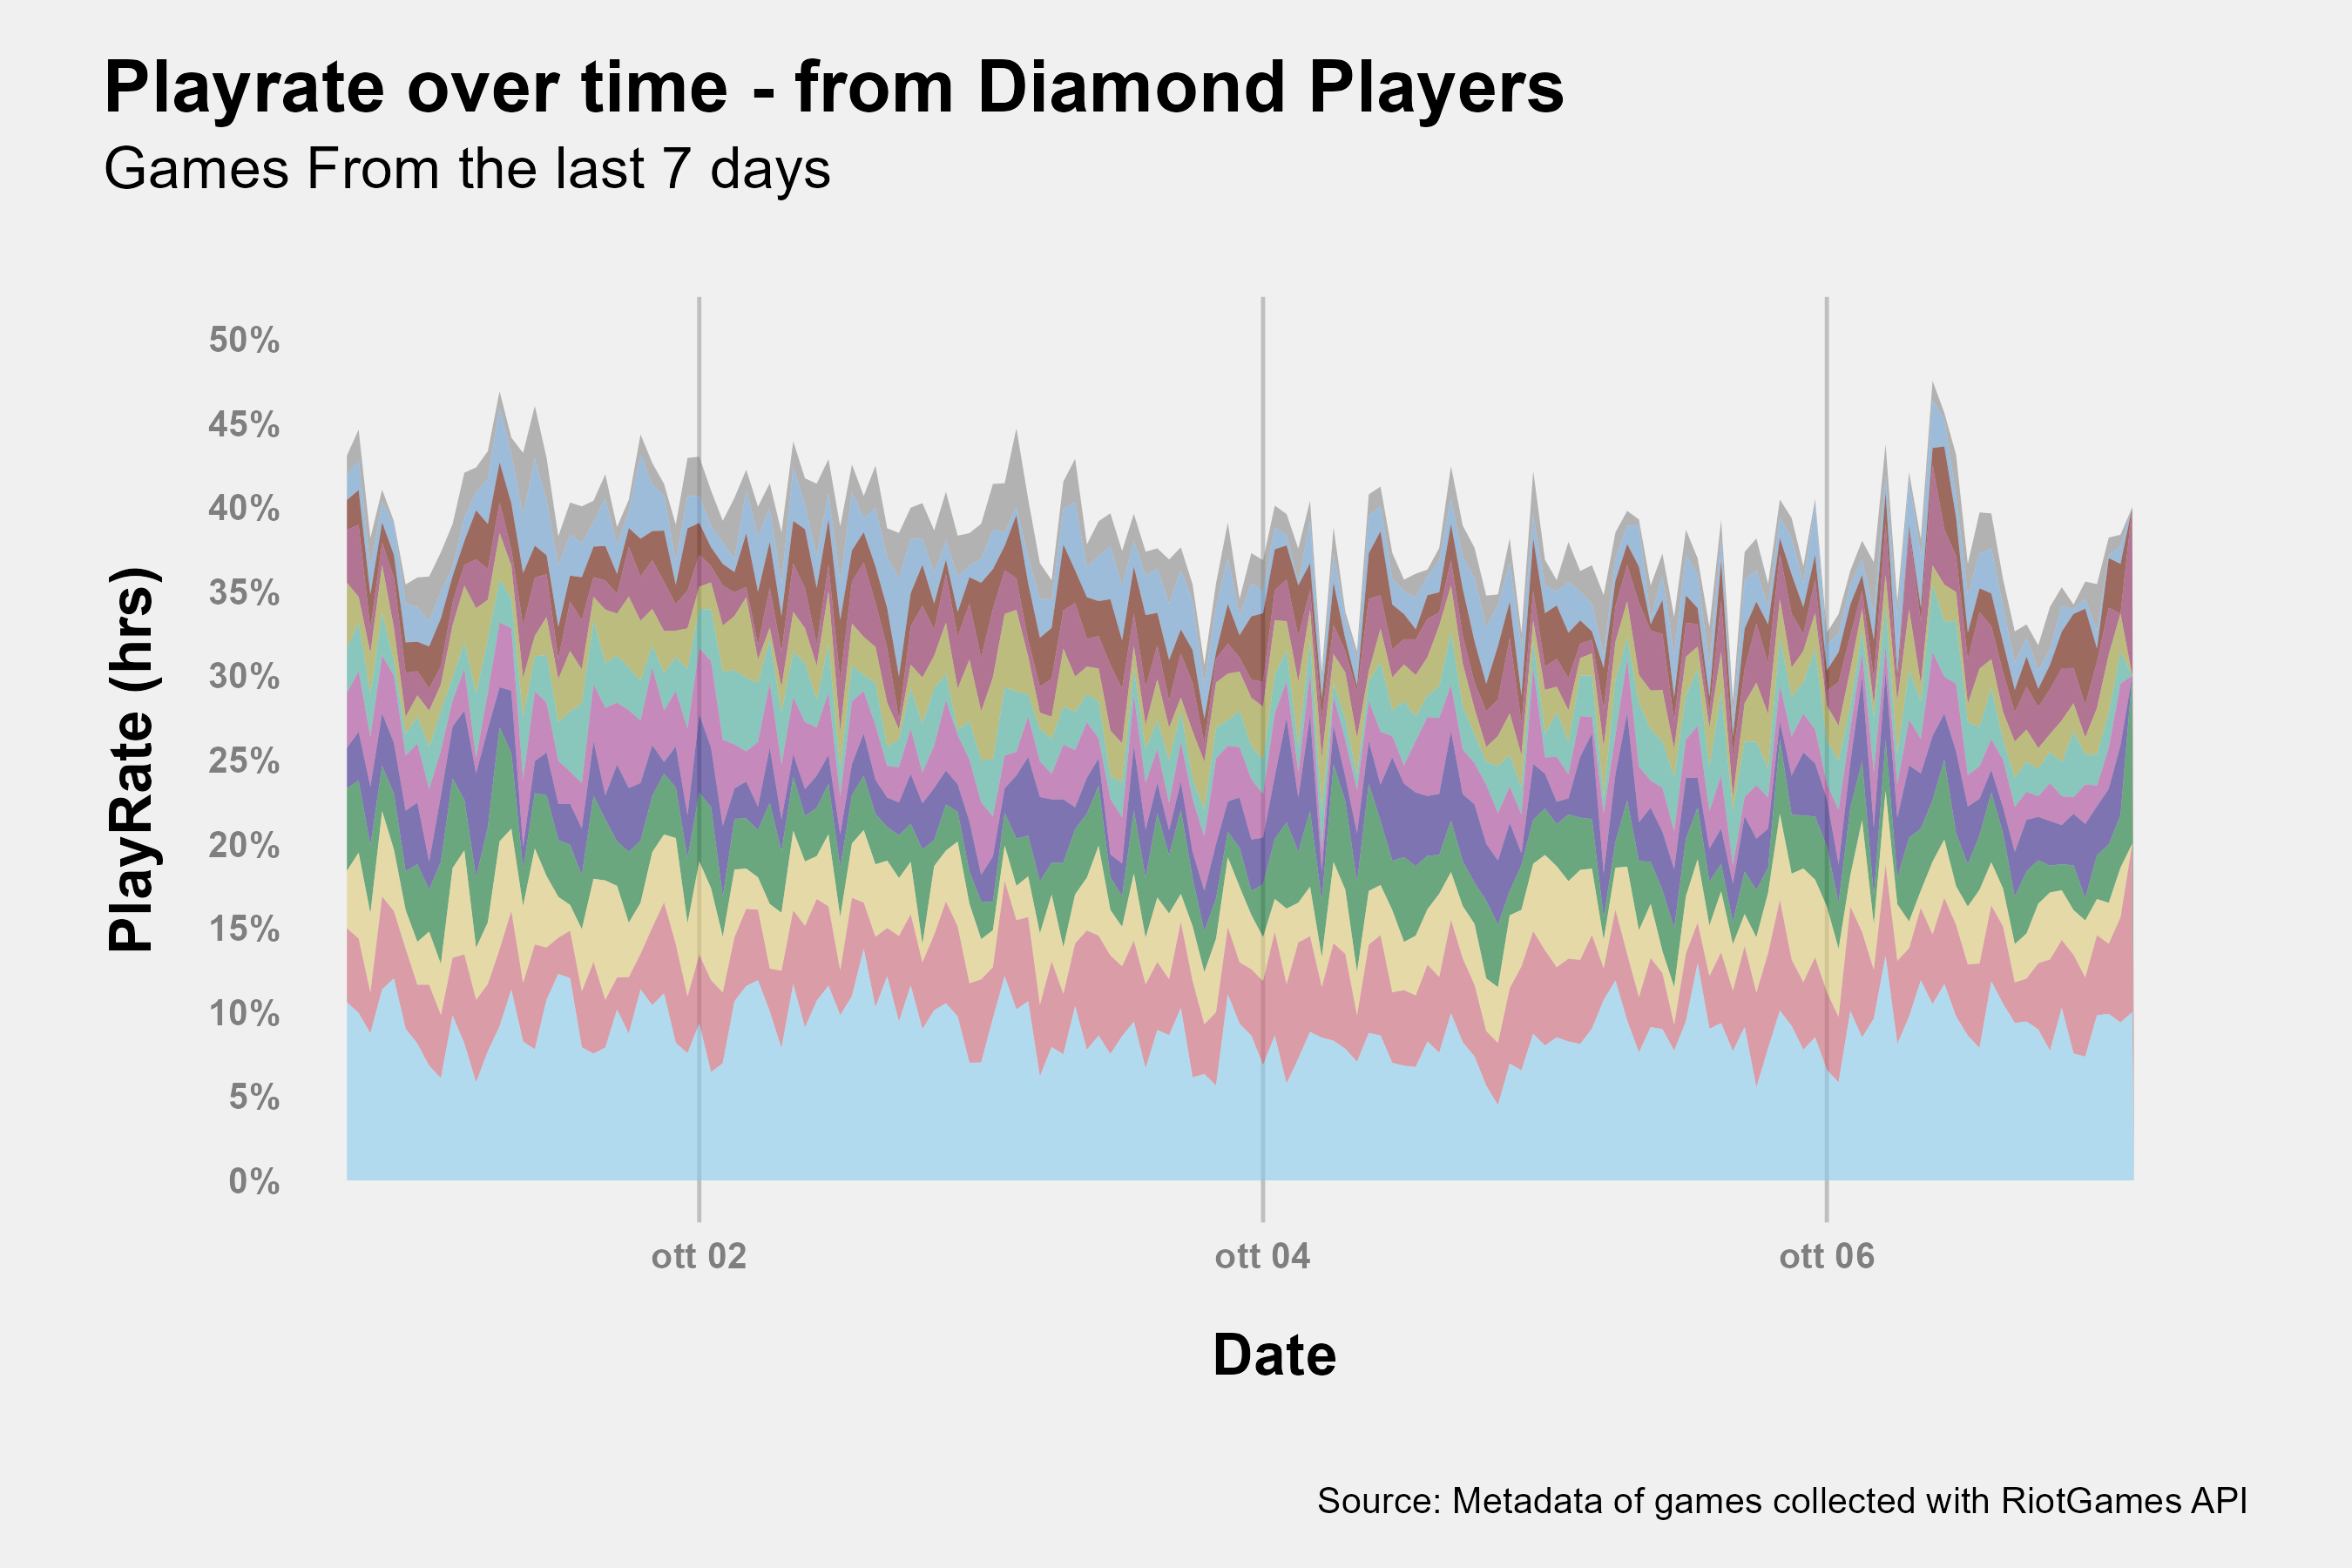 Playrate over time - from Diamond Players
Games From the last 7 days
PlayRate (hrs)
50%
45%
40%
35%
30%
25%
20%
15%
10%
5%
0%
ott 02
ott 04
ott 06
Date
Source: Metadata of games collected with RiotGames API